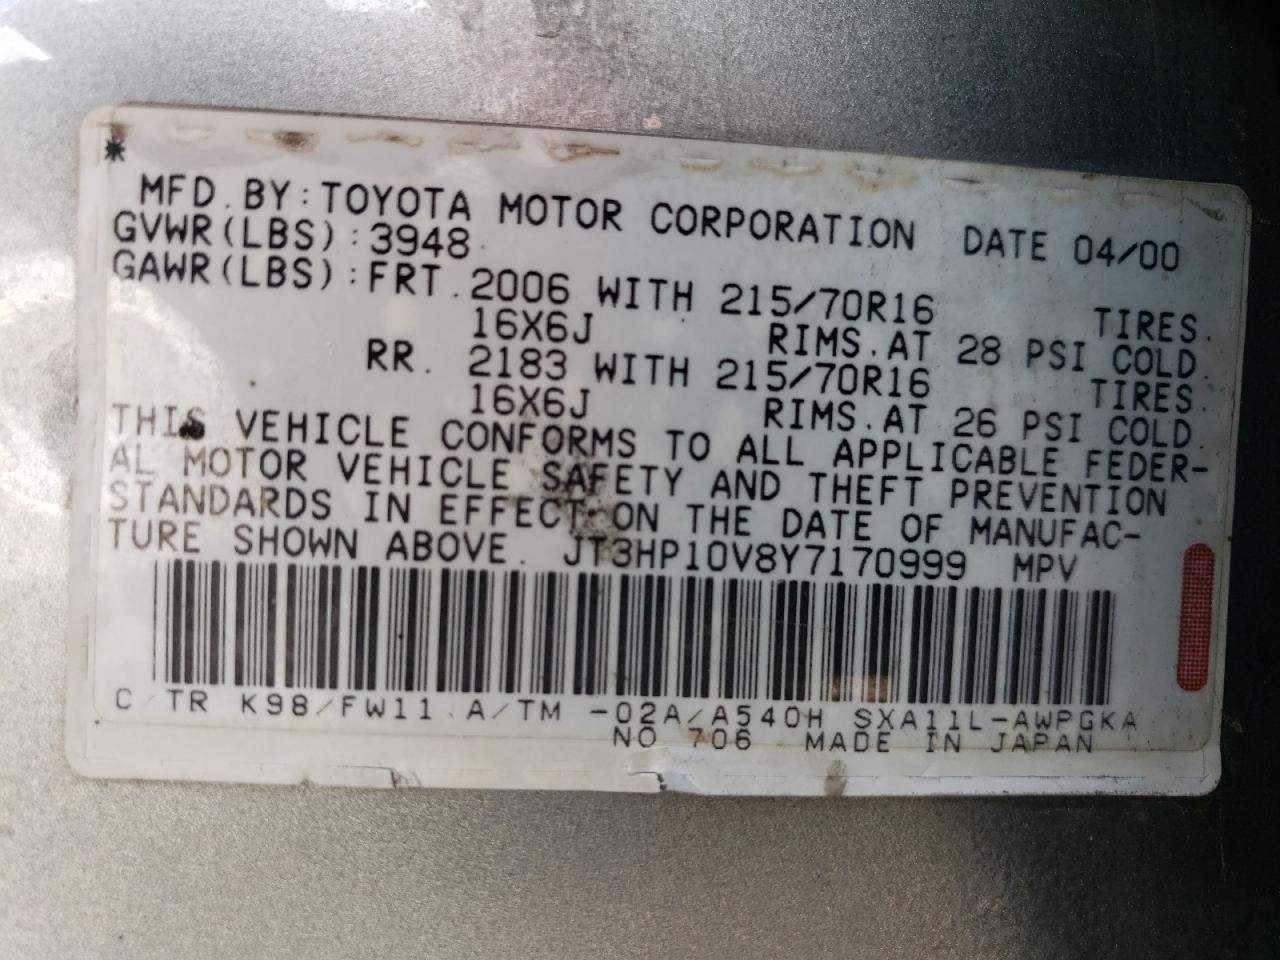 *
MFD. BY: TOYOTA MOTOR CORPORATION DATE 04/00
GVWR(LBS): 3948
GAWR(LBS): FRT. 2006 WITH 215/70R16 TIRES.
16X6J RIMS. AT 28 PSI COLD.
RR. 2183 WITH 215/70R16 TIRES.
16X6J RIMS. AT 26 PSI COLD.
THIS VEHICLE CONFORMS TO ALL APPLICABLE FEDER-
AL MOTOR VEHICLE SAFETY AND THEFT PREVENTION
STANDARDS IN EFFECT ON THE DATE OF MANUFAC-
TURE SHOWN ABOVE. JT3HP10V8Y7170999 MPV
C/TR K98/FW11 A/TM -02A/A540H SXA11L-AWPGKA
NO 706 MADE IN JAPAN